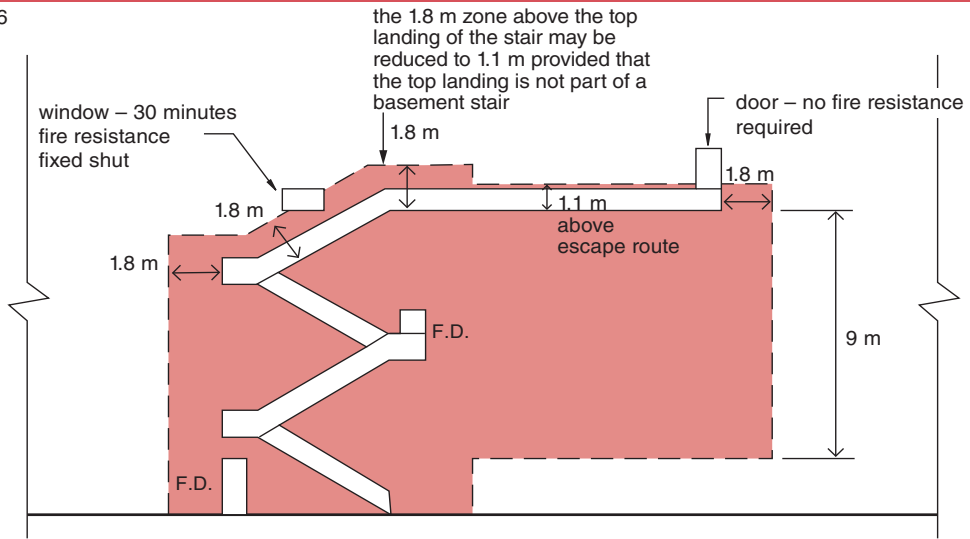 6
the 1.8 m zone above the top
landing of the stair may be
reduced to 1.1 m provided that
the top landing is not part of a
basement stair
window – 30 minutes
fire resistance
fixed shut
door – no fire resistance
required
1.8 m
1.8 m
1.8 m
1.1 m
above
escape route
1.8 m
F.D.
9 m
F.D.